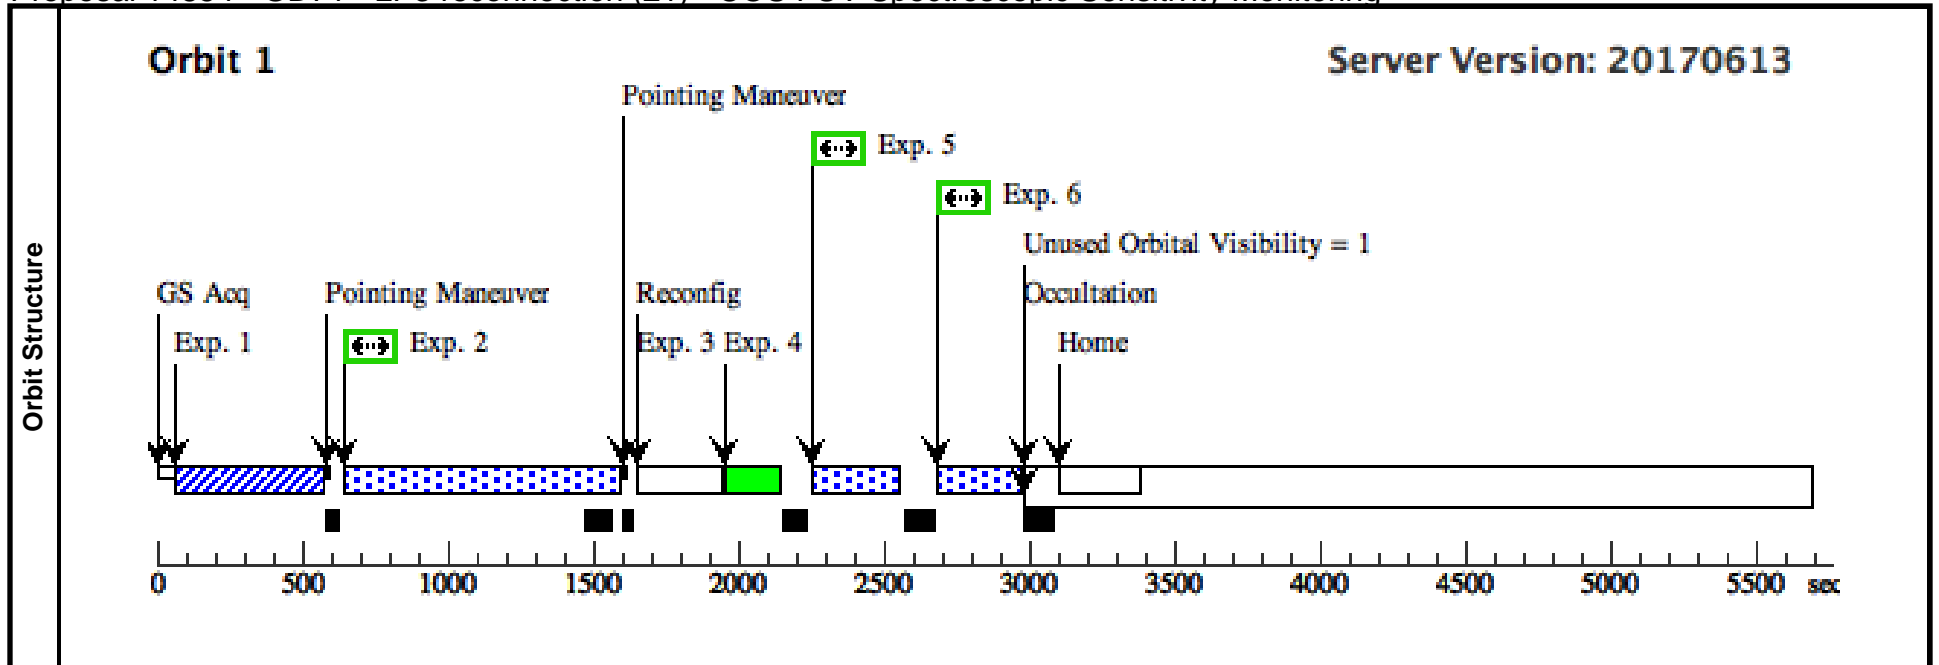 Orbit 1
Server Version: 20170613
Pointing Maneuver
Exp. 5
Exp. 6
Unused Orbital Visibility = 1
GS Acq
Pointing Maneuver
Reconfig
Occultation
Exp. 1
Exp. 2
Exp. 3
Exp. 4
Home
Orbit Structure
0
500
1000
1500
2000
2500
3000
3500
4000
4500
5000
5500
sec